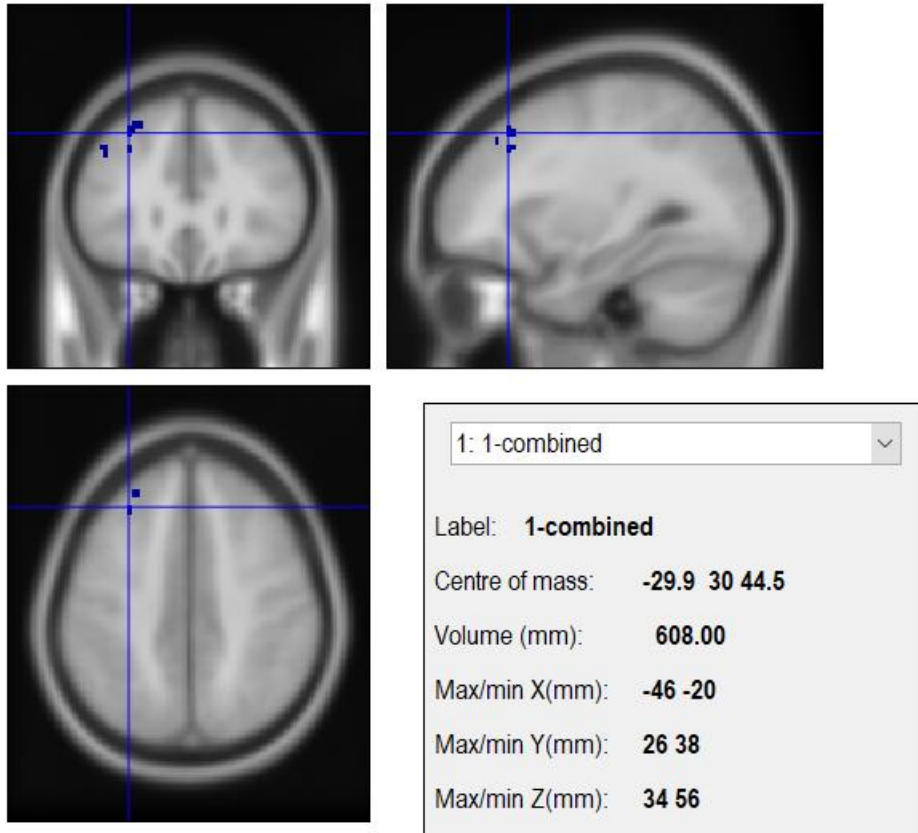 1: 1-combined
Label: 1-combined
Centre of mass: -29.9 30 44.5
Volume (mm): 608.00
Max/min X(mm): -46 -20
Max/min Y(mm): 26 38
Max/min Z(mm): 34 56